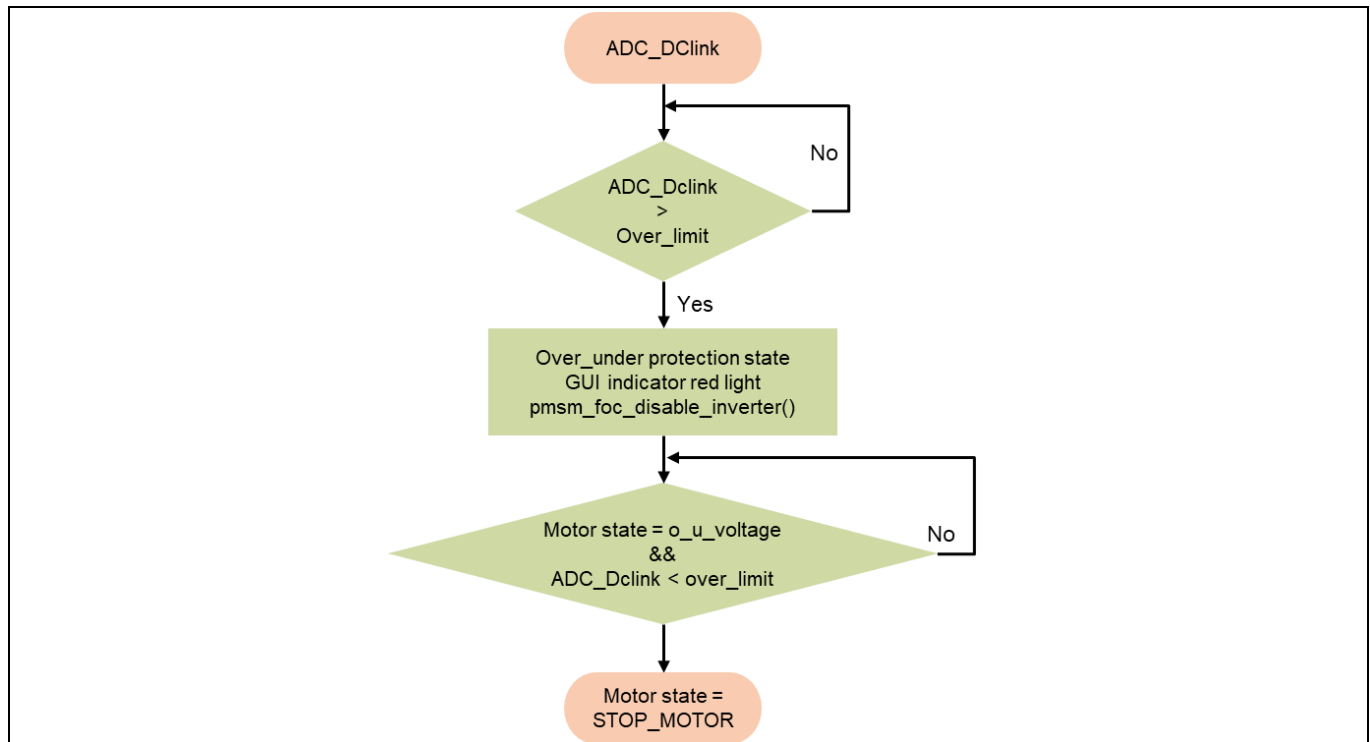 ADC_DClink
No
ADC_Dclink
>
Over_limit
Yes
Over_under protection state
GUI indicator red light
pmsm_foc_disable_inverter()
Motor state = o_u_voltage
No
&&
ADC_Dclink < over_limit
Motor state =
STOP_MOTOR